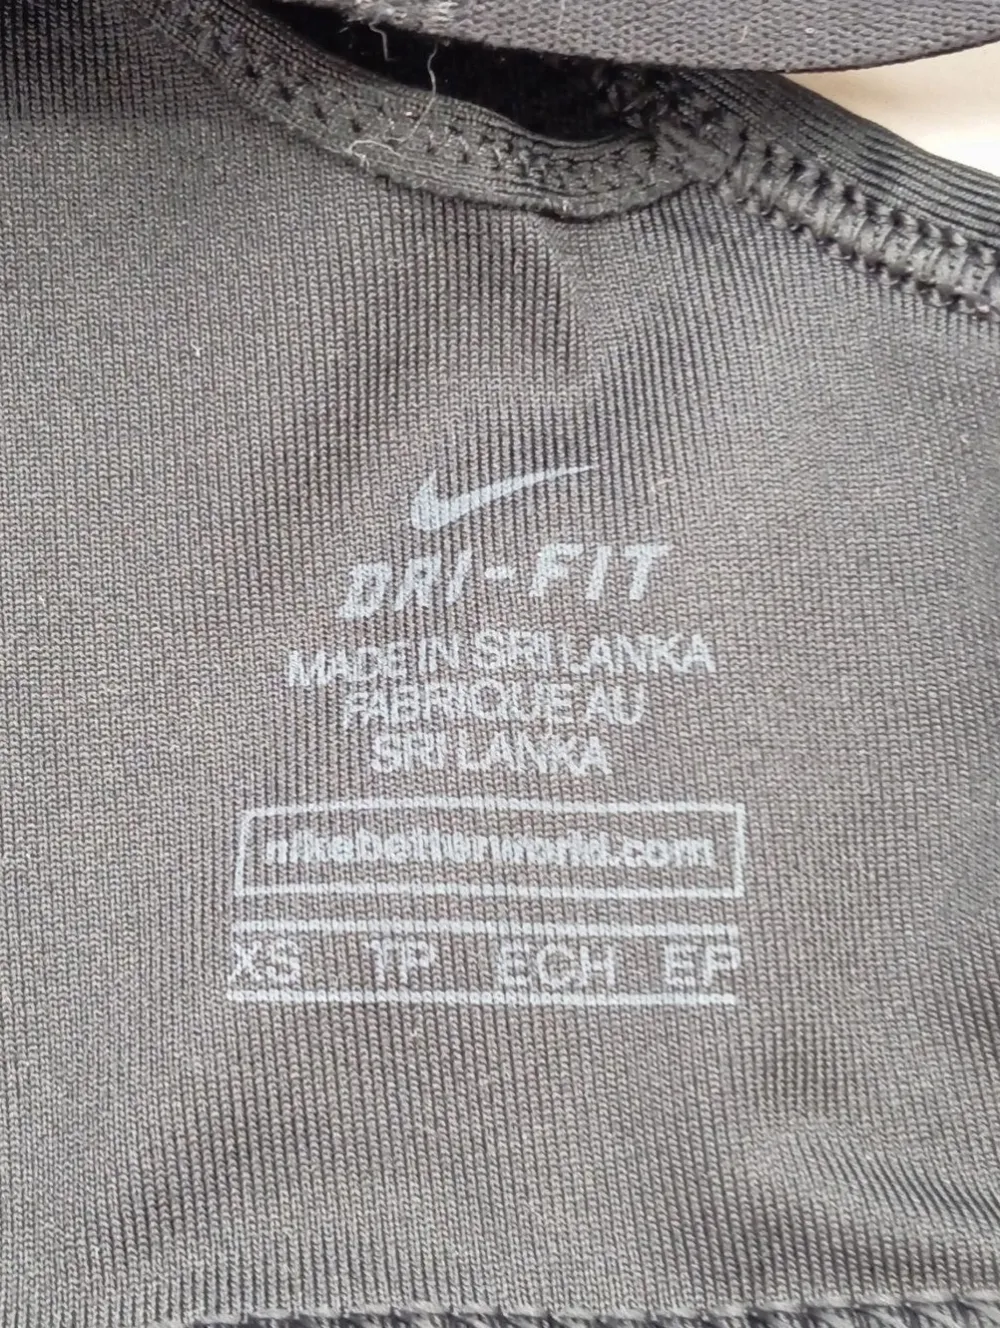 DRI-FIT
MADE IN SRI LANKA
FABRIQUE AU
SRI LANKA
nikebetterworld.com
XS TP ECH EP